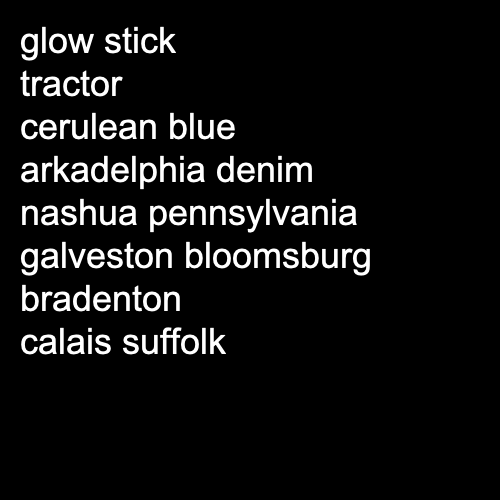 glow stick
tractor
cerulean blue
arkadelphia denim
nashua pennsylvania
galveston bloomsburg
bradenton
calais suffolk